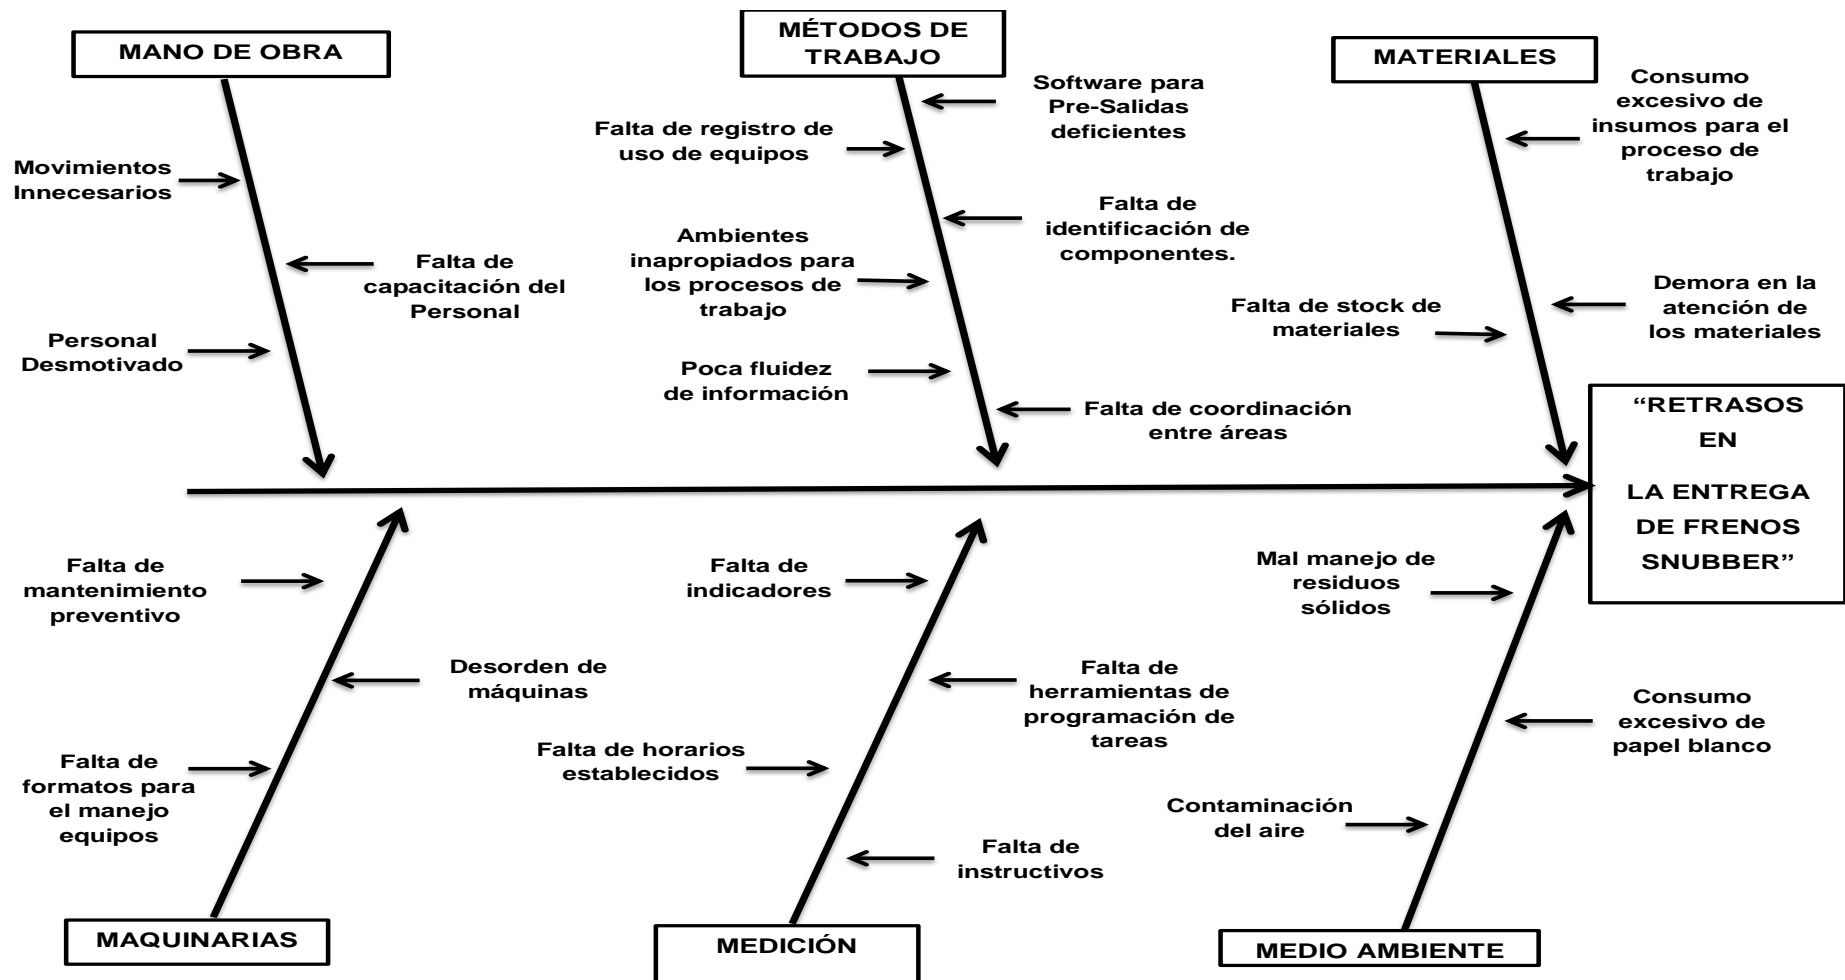 MANO DE OBRA
Movimientos
Innecesarios
Falta de
capacitación del
Personal
Personal
Desmotivado
MÉTODOS DE
TRABAJO
Software para
Pre-Salidas
deficientes
Falta de registro de
uso de equipos
Falta de
identificación de
componentes.
Ambientes
inapropiados para
los procesos de
trabajo
Poca fluidez
de información
Falta de coordinación
entre áreas
MATERIALES
Consumo
excesivo de
insumos para el
proceso de
trabajo
Falta de stock de
materiales
Demora en la
atención de
los materiales
“RETRASOS
EN
LA ENTREGA
DE FRENOS
SNUBBER”
Falta de
mantenimiento
preventivo
Desorden de
máquinas
Falta de
formatos para
el manejo
equipos
MAQUINARIAS
Falta de
indicadores
Falta de
herramientas de
programación de
tareas
Falta de horarios
establecidos
Falta de
instructivos
MEDICIÓN
Mal manejo de
residuos
sólidos
Consumo
excesivo de
papel blanco
Contaminación
del aire
MEDIO AMBIENTE